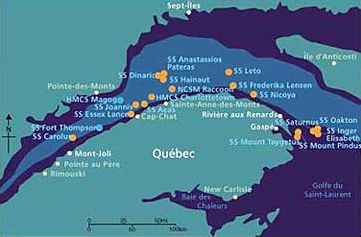 Sept-Îles
SS Anastassios
Pateras
SS Leto
Île d'Anticosti
SS Dinaric
SS Hainaut
Pointe-des-Monts
NCSM Raccoon
SS Frederika Lensen
HMCS Magog
HMCS Charlottetown
SS Nicoya
SS Joannis
Sainte-Anne-des-Monts
SS Aeas
SS Essex Lance
Cap-Chat
Rivière aux Renards
SS Fort Thompson
SS Saturnus
SS Oakton
SS Carolus
Gaspé
SS Inger
Elisabeth
SS Mount Taygetus
SS Mount Pindus
Mont-Joli
Québec
Pointe au Père
Rimouski
N
New Carlisle
Baie des
Chaleurs
Golfe du
Saint-Laurent
0
50ns
100km